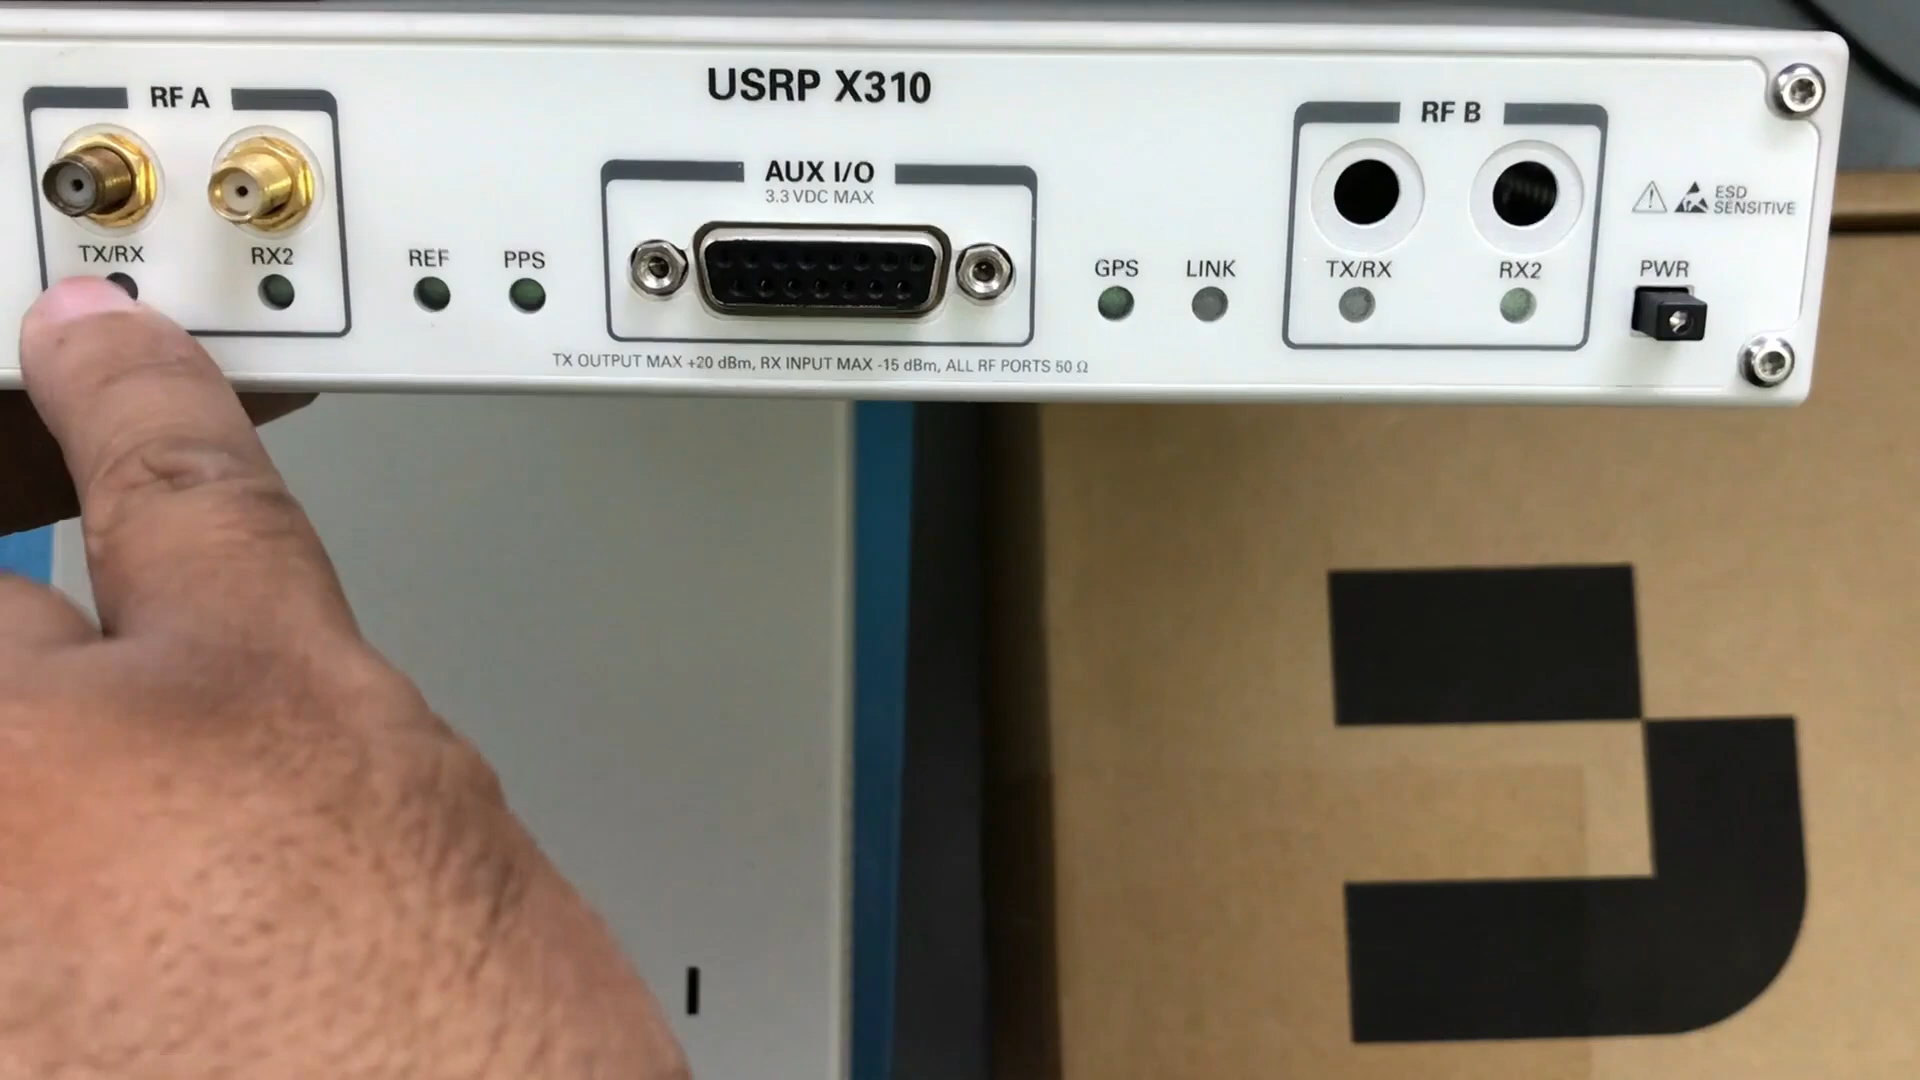 USRP X310
RF A
TX/RX
RX2
REF
PPS
AUX I/O
3.3 VDC MAX
GPS
LINK
RF B
TX/RX
RX2
ESD
SENSITIVE
PWR
TX OUTPUT MAX +20 dBm, RX INPUT MAX -15 dBm, ALL RF PORTS 50 Ω